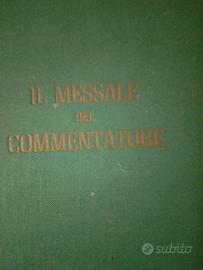 IL MESSALE
DEL
COMMENTATORE
subito